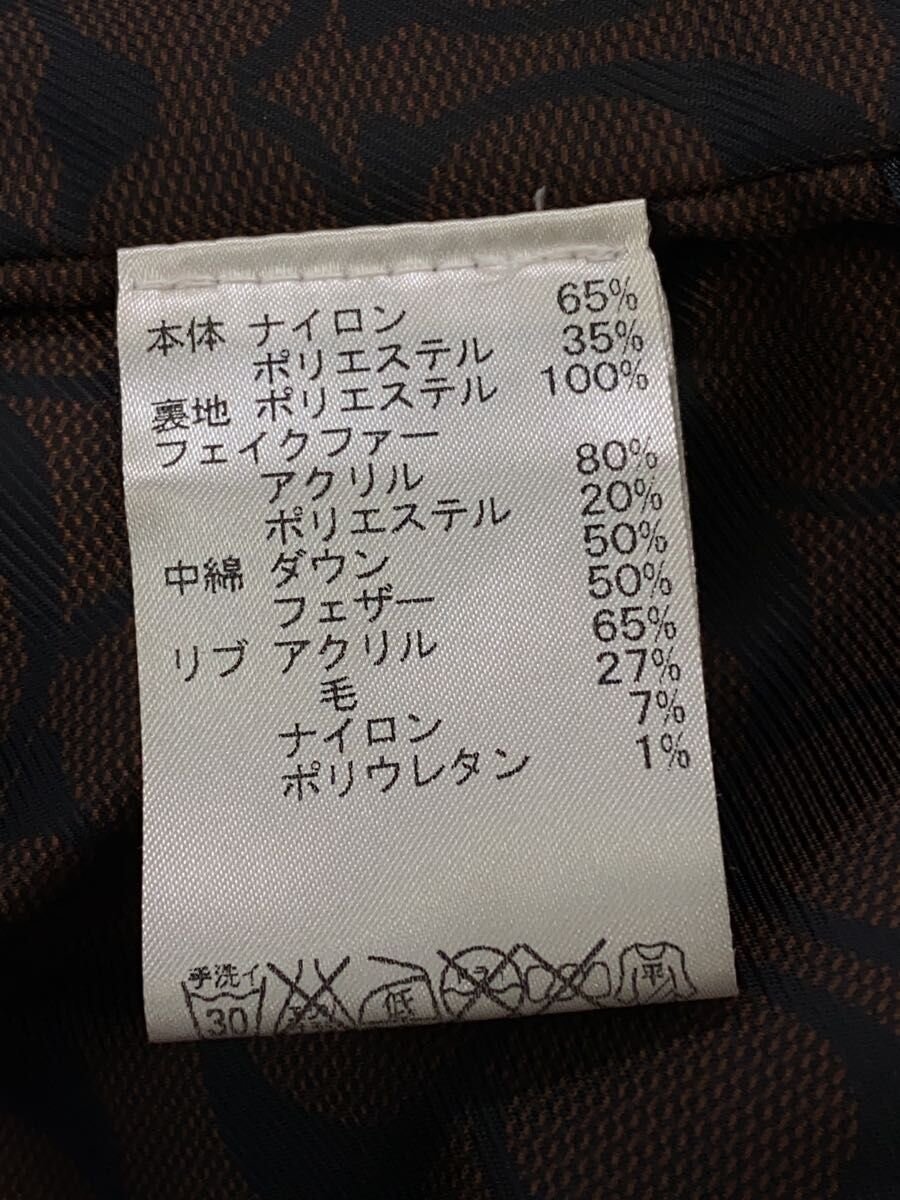 本体 ナイロン 65%
ポリエステル 35%
裏地 ポリエステル 100%
フェイクファー
アクリル 80%
ポリエステル 20%
中綿 ダウン 50%
フェザー 50%
リブ アクリル 65%
毛 27%
ナイロン 7%
ポリウレタン 1%
手洗イ 30 低 平